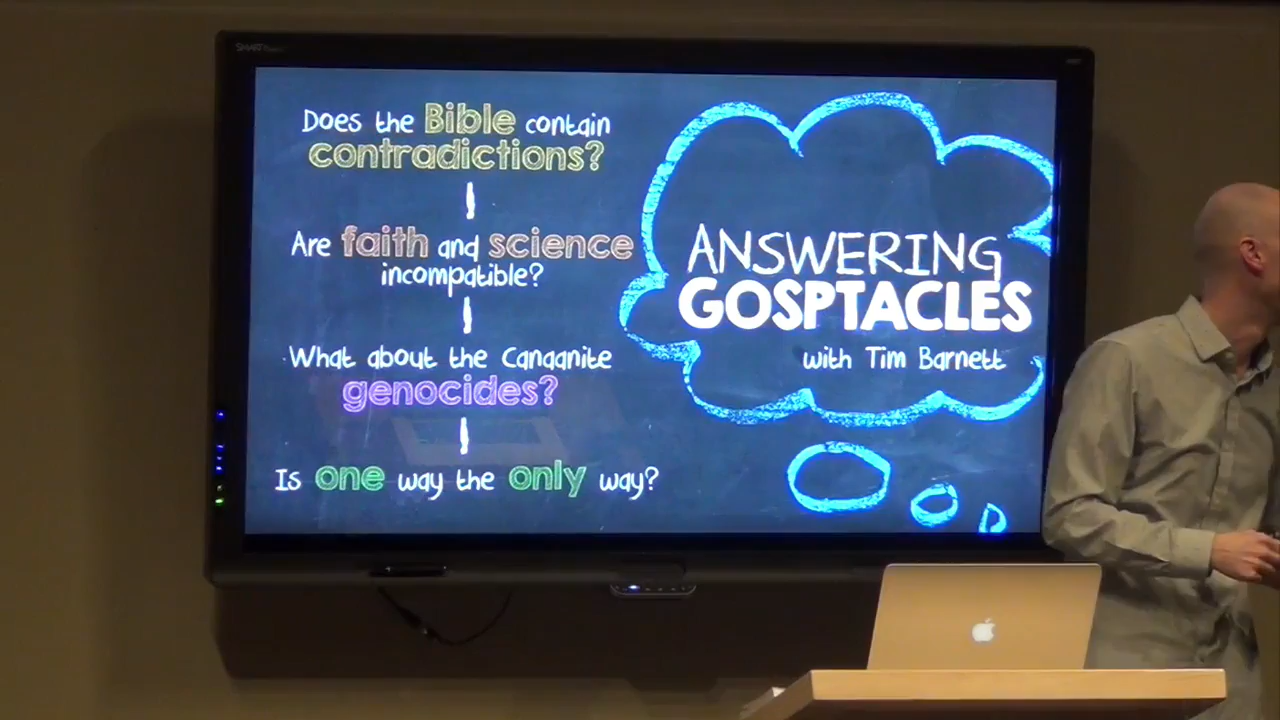 SMART
Does the Bible contain
contradictions?
Are faith and science
incompatible?
What about the Canaanite
genocides?
Is one way the only way?
ANSWERING
GOSPTACLES
with Tim Barnett